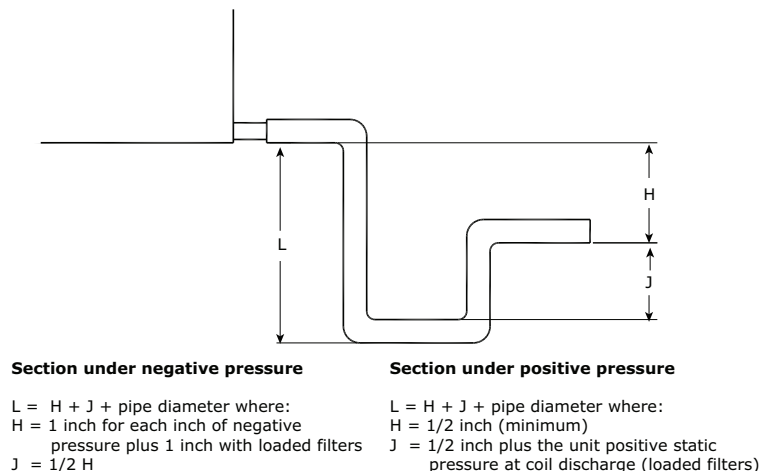 H
L
J
Section under negative pressure
L = H + J + pipe diameter where:
H = 1 inch for each inch of negative
pressure plus 1 inch with loaded filters
J = 1/2 H
Section under positive pressure
L = H + J + pipe diameter where:
H = 1/2 inch (minimum)
J = 1/2 inch plus the unit positive static
pressure at coil discharge (loaded filters)